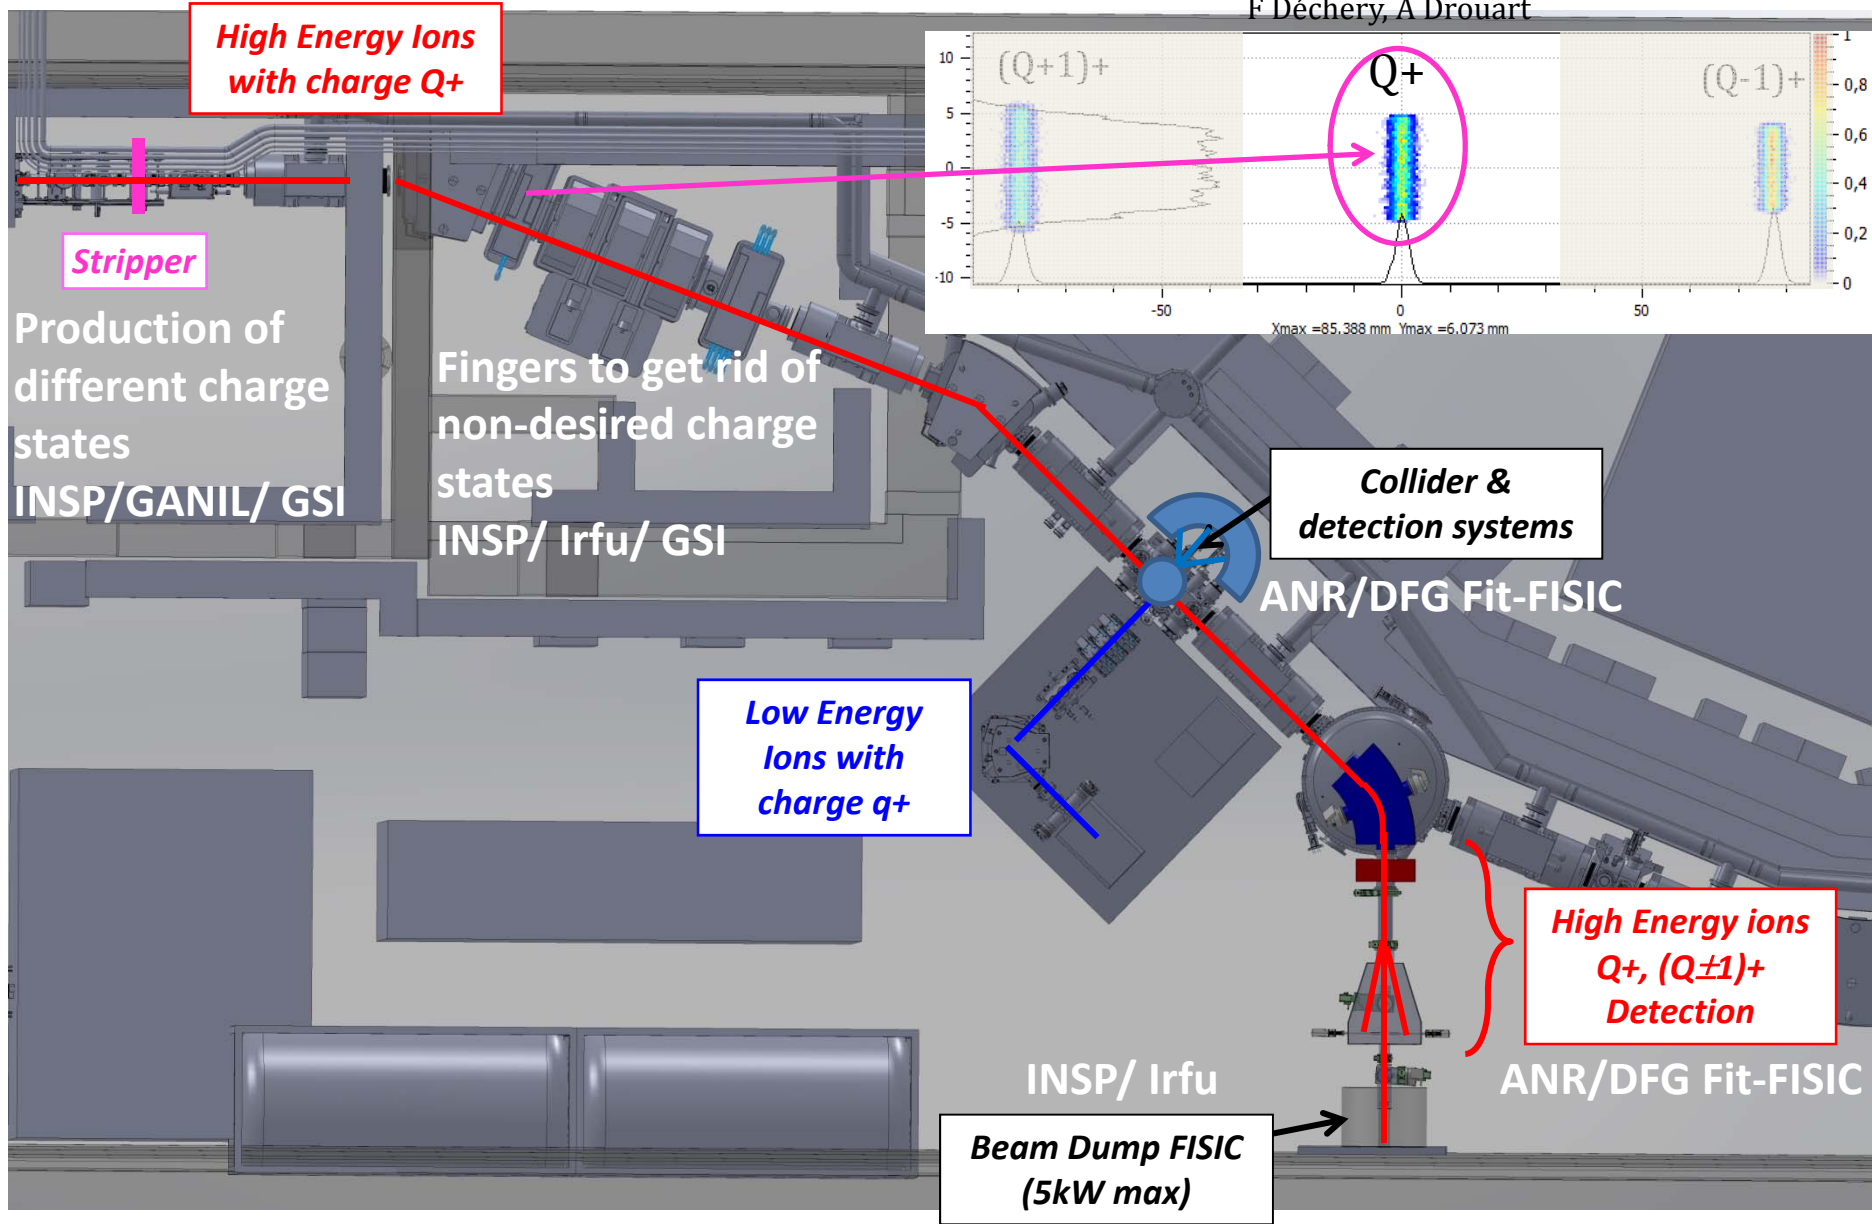 F Déchery, A Drouart
High Energy Ions
with charge Q+
(Q+1)+
Q+
(Q-1)+
10
5
0
-5
-10
-50
0
50
Xmax =85,388 mm Ymax =6,073 mm
1
0,8
0,6
0,4
0,2
0
Stripper
Production of
different charge
states
INSP/GANIL/ GSI
Fingers to get rid of
non-desired charge
states
INSP/ Irfu/ GSI
Collider &
detection systems
ANR/DFG Fit-FISIC
Low Energy
Ions with
charge q+
High Energy ions
Q+, (Q±1)+
Detection
ANR/DFG Fit-FISIC
INSP/ Irfu
Beam Dump FISIC
(5kW max)